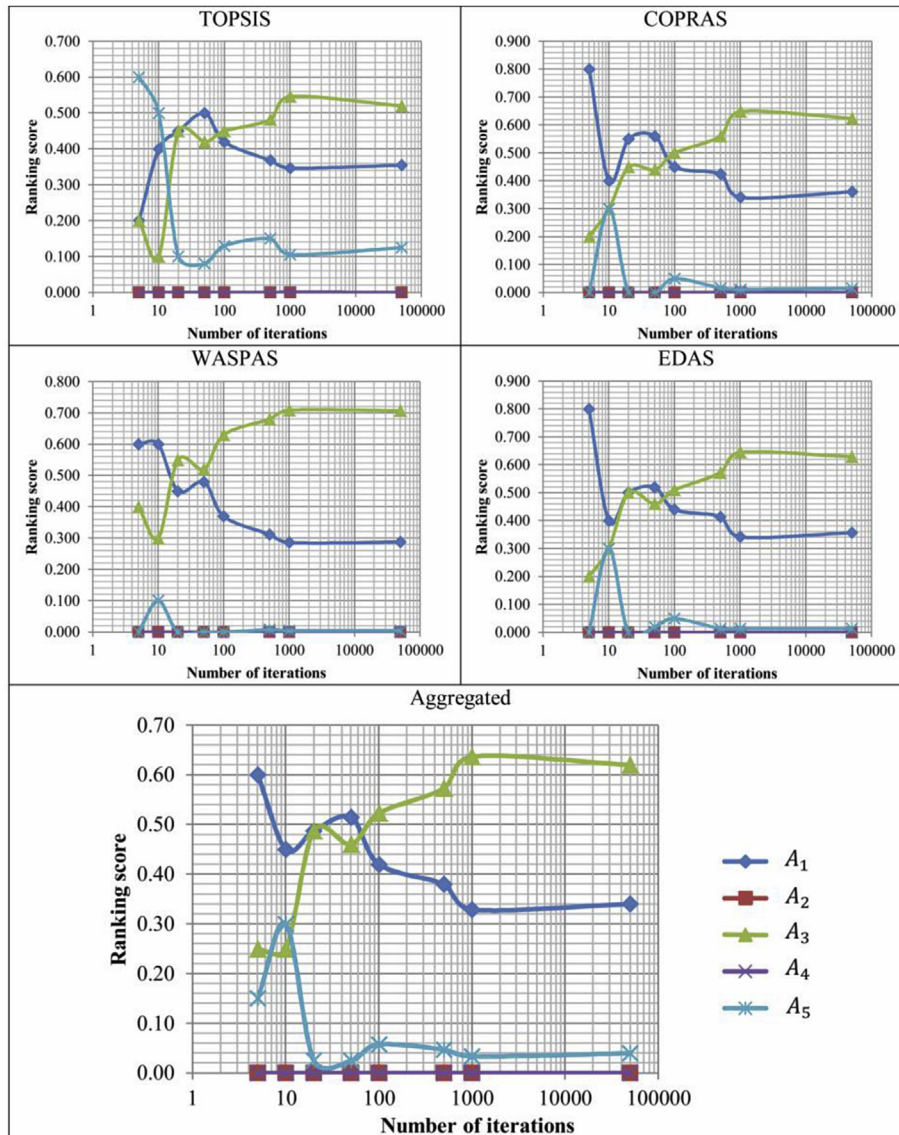 TOPSIS
0.700
0.600
0.500
0.400
0.300
0.200
0.100
0.000
Ranking score
1 10 100 1000 10000 100000
Number of iterations
COPRAS
0.900
0.800
0.700
0.600
0.500
0.400
0.300
0.200
0.100
0.000
Ranking score
1 10 100 1000 10000 100000
Number of iterations
WASPAS
0.800
0.700
0.600
0.500
0.400
0.300
0.200
0.100
0.000
Ranking score
1 10 100 1000 10000 100000
Number of iterations
EDAS
0.900
0.800
0.700
0.600
0.500
0.400
0.300
0.200
0.100
0.000
Ranking score
1 10 100 1000 10000 100000
Number of iterations
Aggregated
0.70
0.60
0.50
0.40
0.30
0.20
0.10
0.00
Ranking score
1 10 100 1000 10000 100000
Number of iterations
A₁
A₂
A₃
A₄
A₅